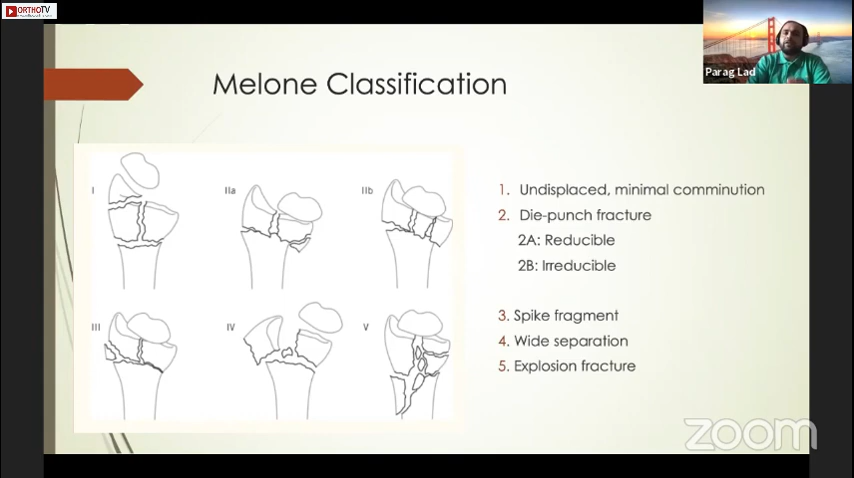 ORTHOTV
Parag Lad
Melone Classification
I
IIa
IIb
III
IV
V
1. Undisplaced, minimal comminution
2. Die-punch fracture
2A: Reducible
2B: Irreducible
3. Spike fragment
4. Wide separation
5. Explosion fracture
zoom